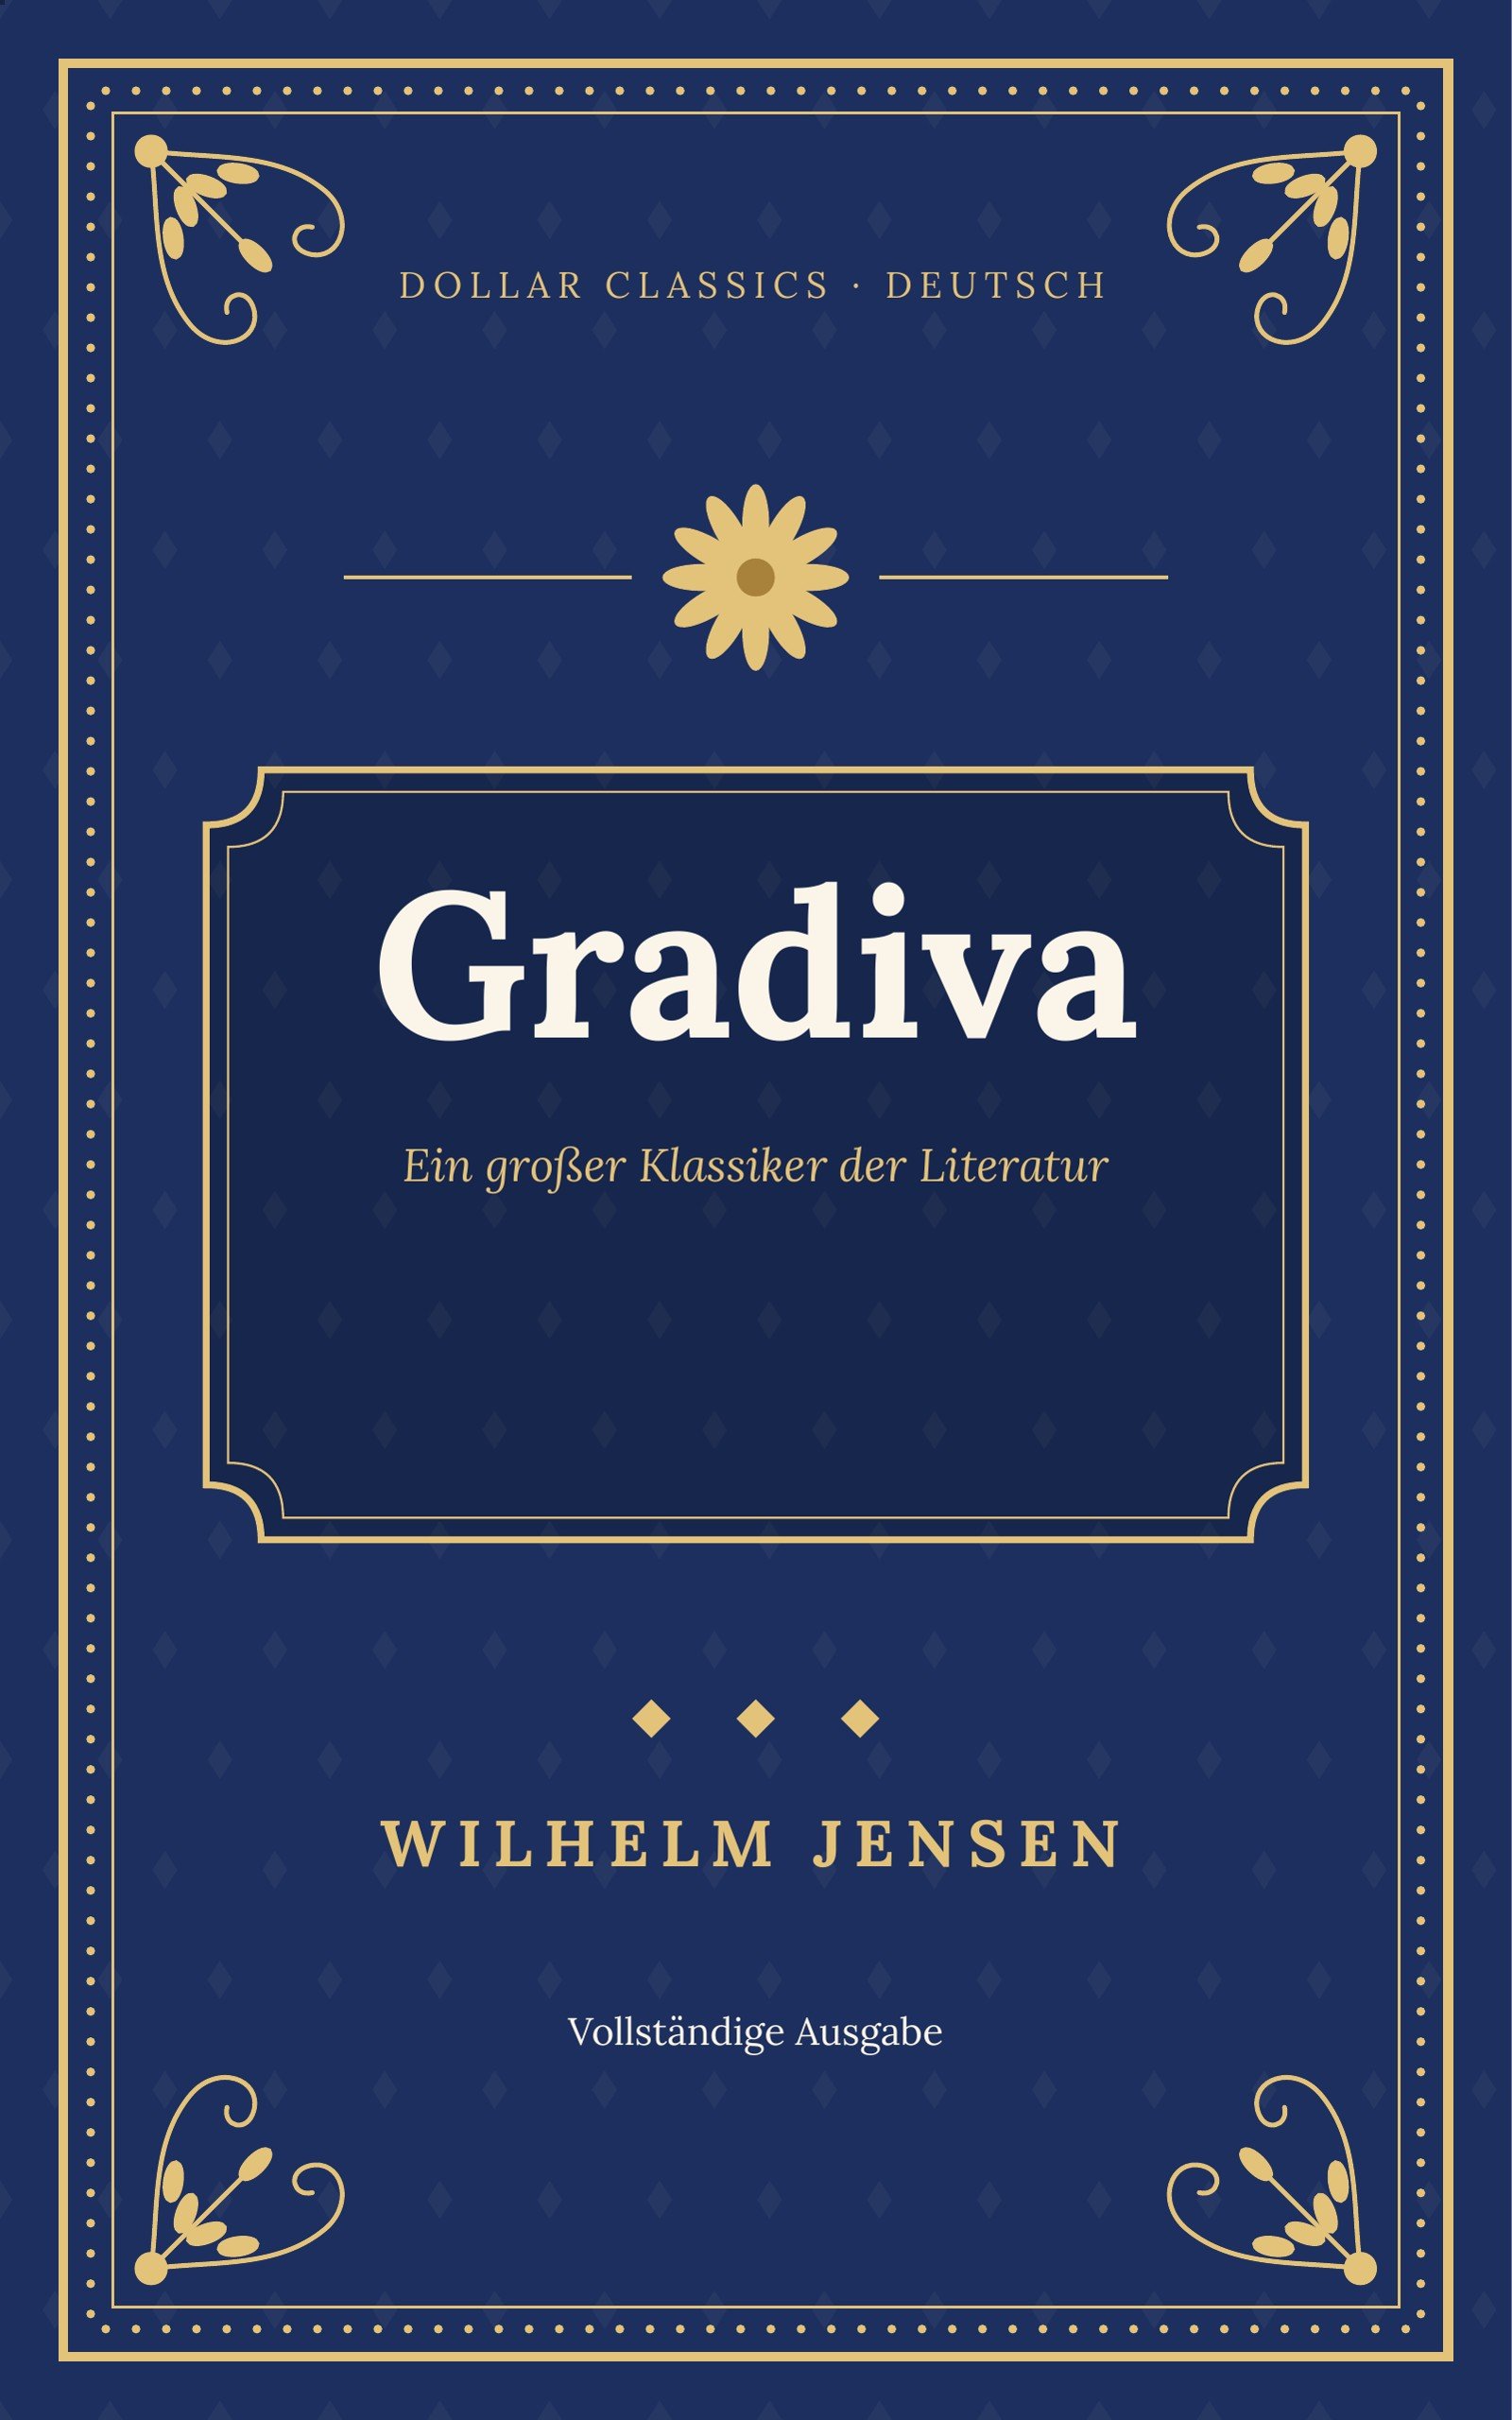 DOLLAR CLASSICS · DEUTSCH
Gradiva
Ein großer Klassiker der Literatur
WILHELM JENSEN
Vollständige Ausgabe